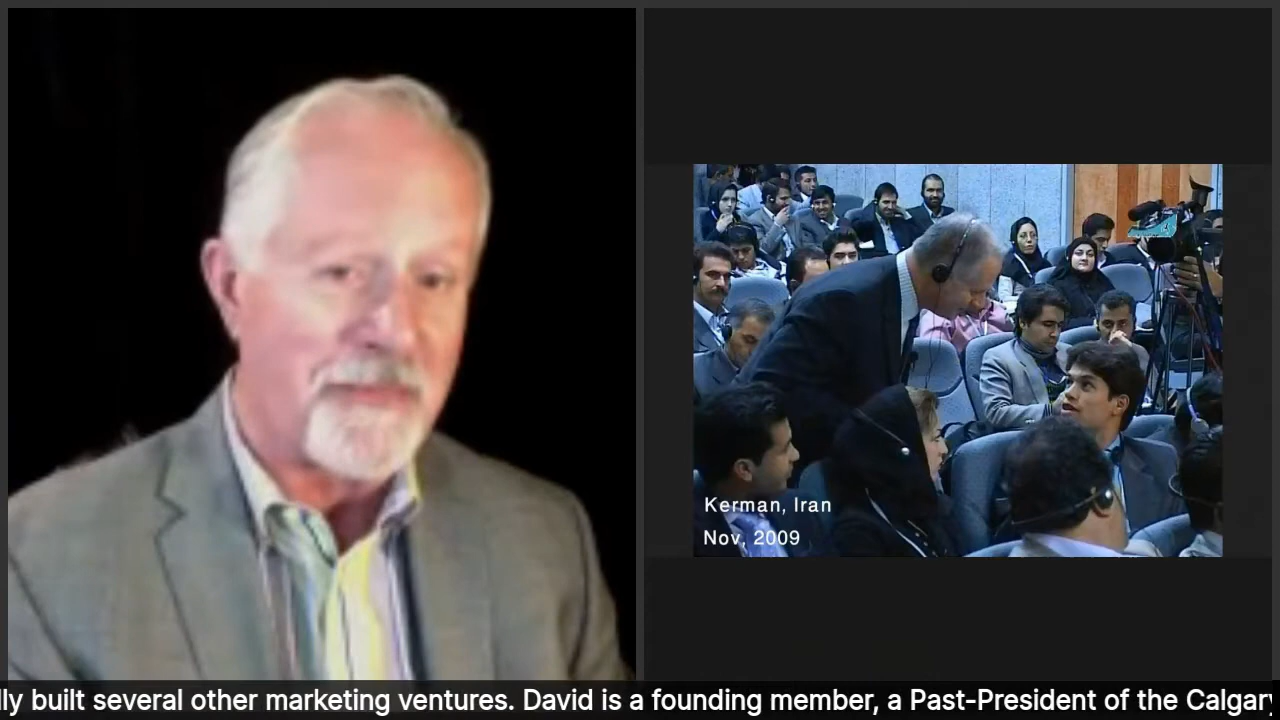 Kerman, Iran
Nov, 2009
lly built several other marketing ventures. David is a founding member, a Past-President of the Calgary